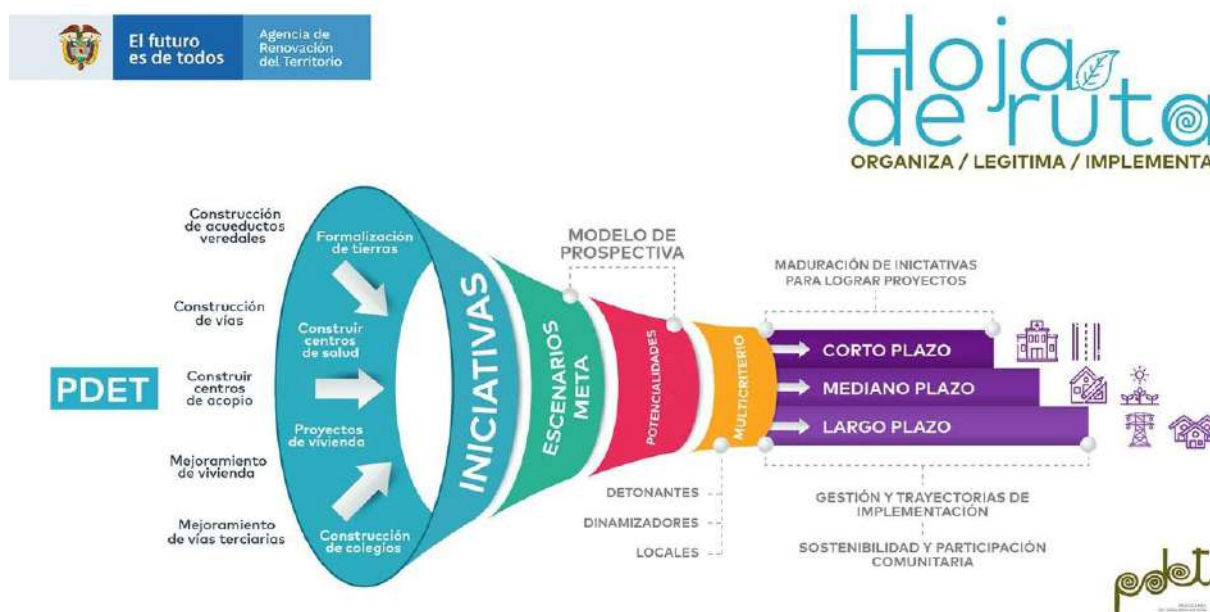 El futuro
es de todos
Agencia de
Renovación
del Territorio
Hoja
de ruta
ORGANIZA / LEGITIMA / IMPLEMENTA
PDET
Construcción
de acueductos
veredales
Construcción
de vías
Construir
centros
de acopio
Mejoramiento
de vivienda
Mejoramiento
de vías terciarias
Formalización
de tierras
Construir
centros
de salud
Proyectos
de vivienda
Construcción
de colegios
INICIATIVAS
ESCENARIOS
META
POTENCIALIDADES
MULTICRITERIO
MODELO DE
PROSPECTIVA
MADURACIÓN DE INICTATIVAS
PARA LOGRAR PROYECTOS
CORTO PLAZO
MEDIANO PLAZO
LARGO PLAZO
DETONANTES
DINAMIZADORES
LOCALES
GESTIÓN Y TRAYECTORIAS DE
IMPLEMENTACIÓN
SOSTENIBILIDAD Y PARTICIPACIÓN
COMUNITARIA
pdet